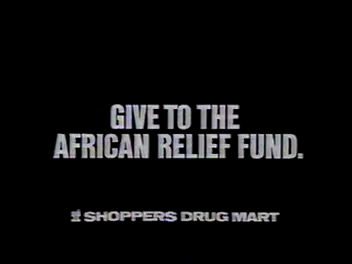 GIVE TO THE
AFRICAN RELIEF FUND.
SHOPPERS DRUG MART